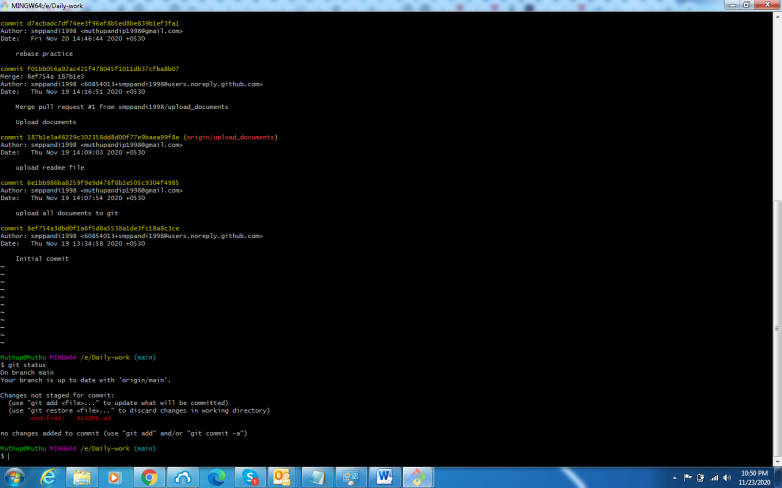 MINGW64:/e/Daily-work
commit d7acbadc7df74ee3f96af8b5ed8be839b1ef3fa1
Author: smppandi1998 <muthupandip1998@gmail.com>
Date:   Fri Nov 20 14:46:44 2020 +0530
rebase practice
commit f01bb056a92ac421f478045f1011db37cfba8b07
Merge: 8ef754a 187b1e3
Author: smppandi1998 <60854013+smppandi1998@users.noreply.github.com>
Date:   Thu Nov 19 14:16:51 2020 +0530
Merge pull request #1 from smppandi1998/upload_documents
Upload documents
commit 187b1e3a48229c302358dd8d00f77e9baea99f8e (origin/upload_documents)
Author: smppandi1998 <muthupandip1998@gmail.com>
Date:   Thu Nov 19 14:09:03 2020 +0530
upload readme file
commit 6e1bb986ba8259f9e9d476f8b2e505c9304f4985
Author: smppandi1998 <muthupandip1998@gmail.com>
Date:   Thu Nov 19 14:07:54 2020 +0530
upload all documents to git
commit 8ef754a3dbd0f1a6f5d8a5538a1de3fc18a8c3ce
Author: smppandi1998 <60854013+smppandi1998@users.noreply.github.com>
Date:   Thu Nov 19 13:34:58 2020 +0530
Initial commit
~
~
~
~
~
~
~
~
~
~
~
Muthup@Muthu MINGW64 /e/Daily-work (main)
$ git status
On branch main
Your branch is up to date with 'origin/main'.
Changes not staged for commit:
(use "git add <file>..." to update what will be committed)
(use "git restore <file>..." to discard changes in working directory)
modified:   README.md
no changes added to commit (use "git add" and/or "git commit -a")
Muthup@Muthu MINGW64 /e/Daily-work (main)
$
10:50 PM
11/23/2020